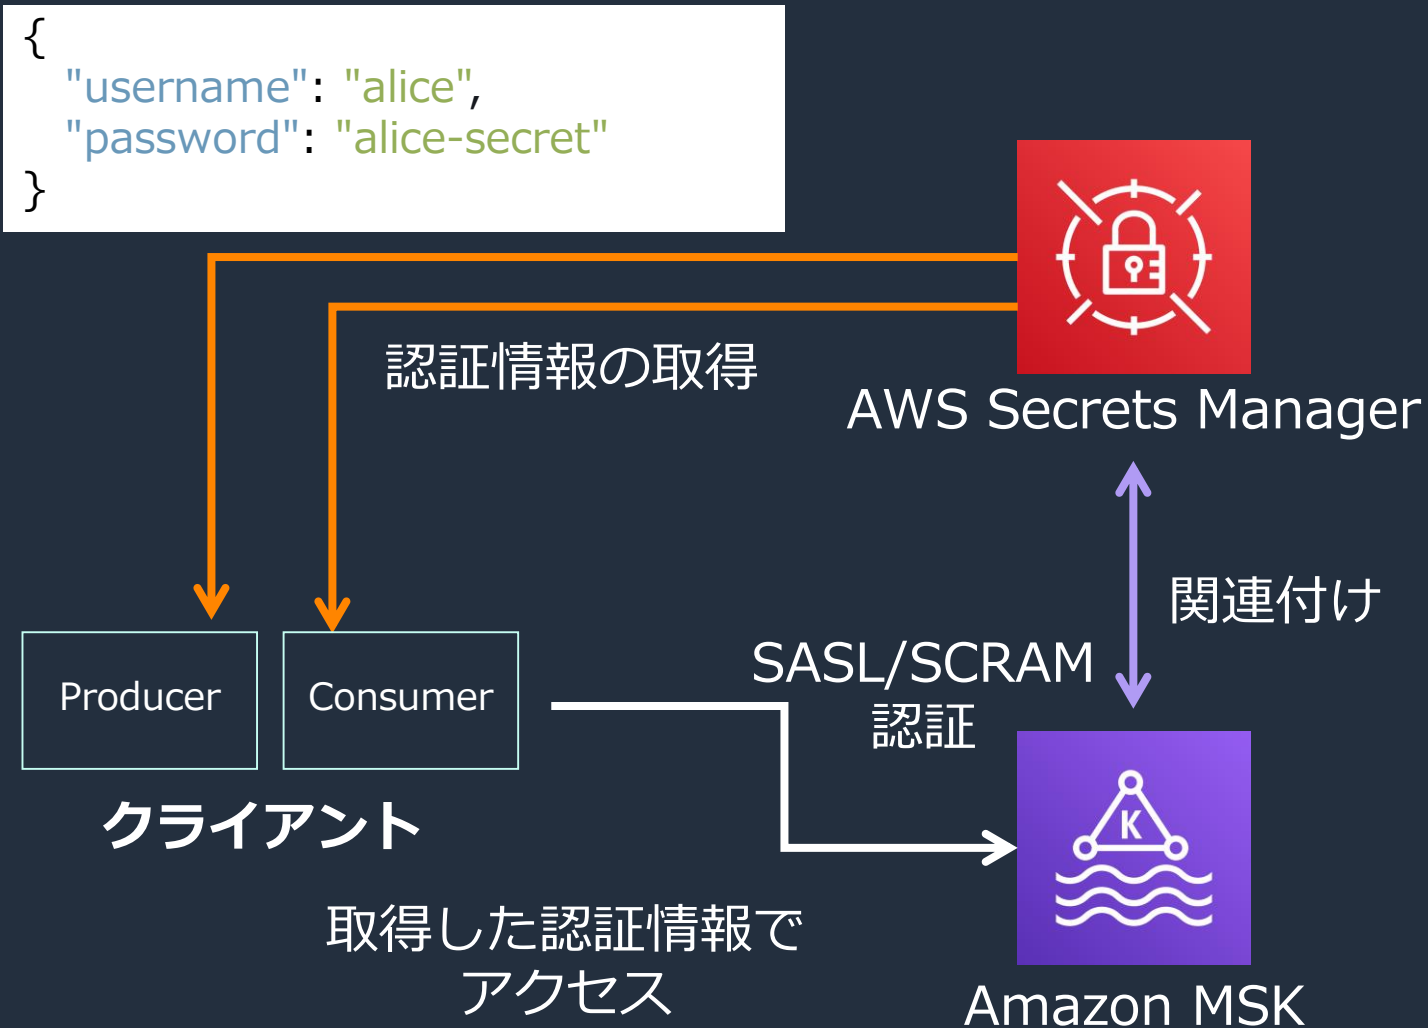 {
"username": "alice",
"password": "alice-secret"
}
認証情報の取得
AWS Secrets Manager
関連付け
SASL/SCRAM
認証
Producer
Consumer
クライアント
K
取得した認証情報で
アクセス
Amazon MSK